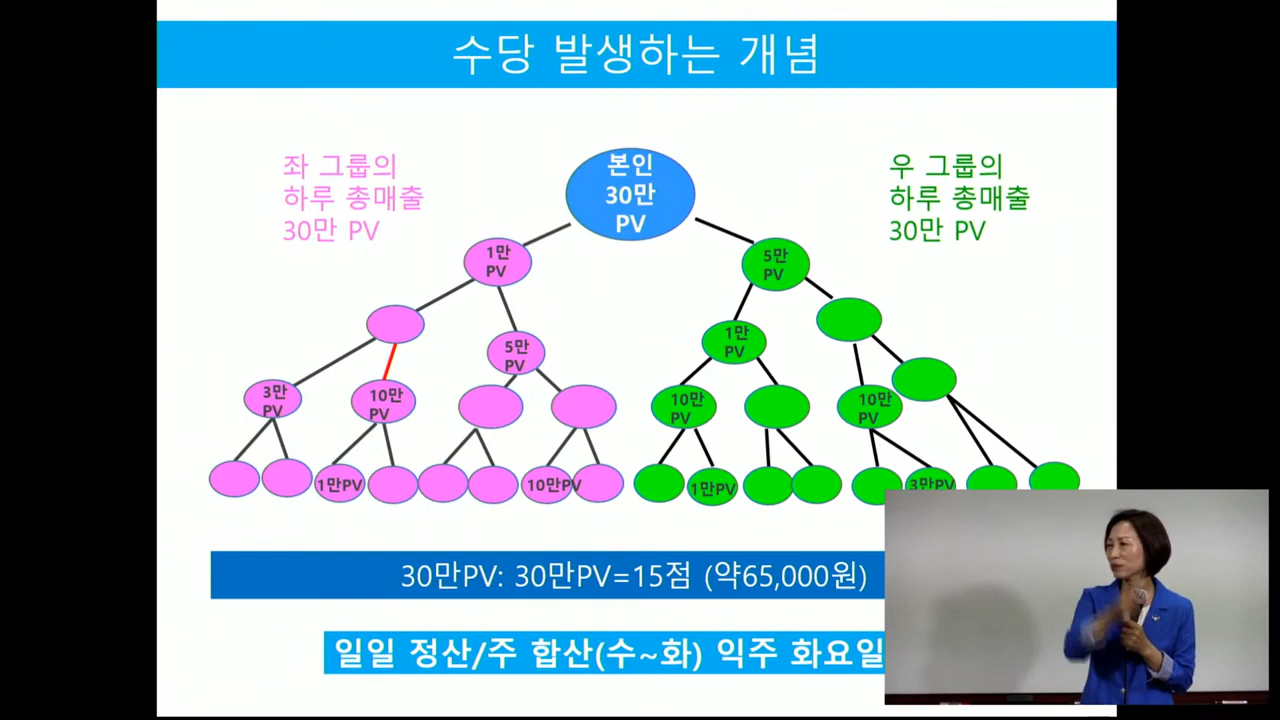 수당 발생하는 개념
좌 그룹의
하루 총매출
30만 PV
본인
30만
PV
우 그룹의
하루 총매출
30만 PV
1만
PV
5만
PV
5만
PV
1만
PV
3만
PV
10만
PV
10만
PV
10만
PV
1만PV
10만PV
1만PV
3만PV
30만PV: 30만PV=15점 (약65,000원)
일일 정산/주 합산(수~화) 익주 화요일